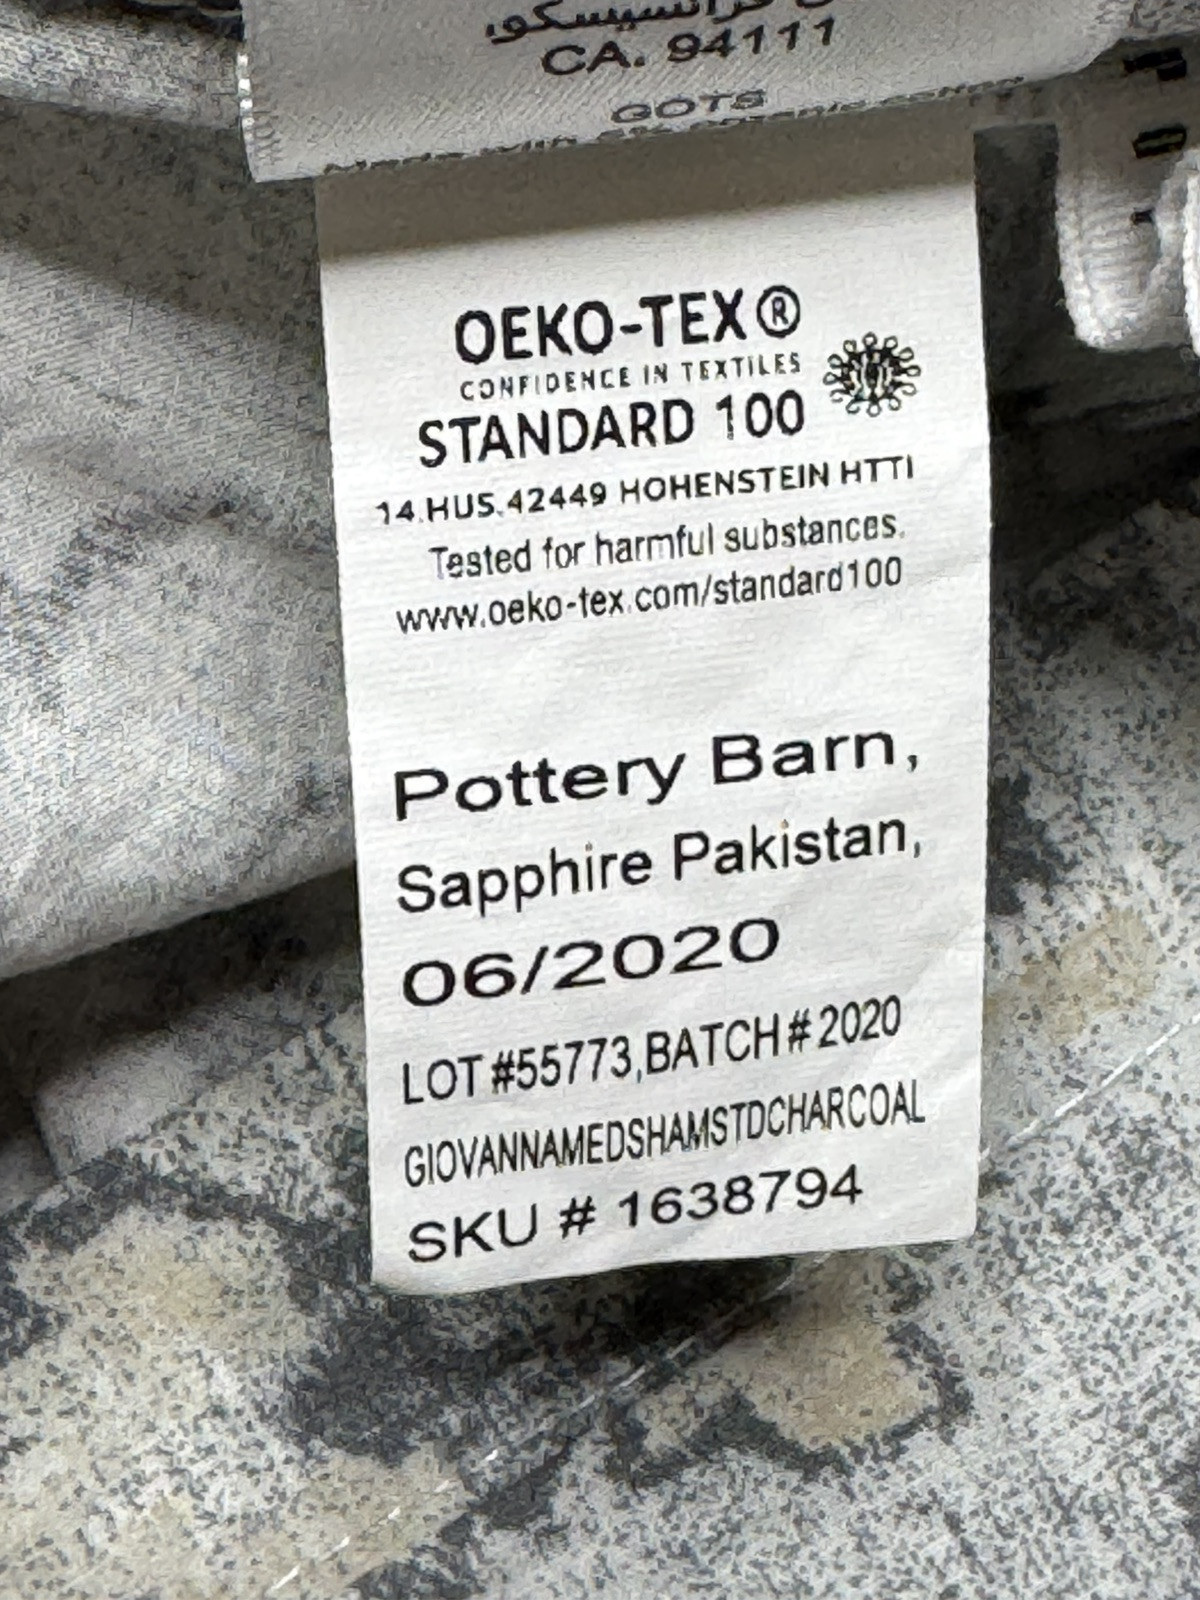 فرانسيسكو،
CA. 94111
GOTS
OEKO-TEX®
CONFIDENCE IN TEXTILES
STANDARD 100
14.HUS.42449 HOHENSTEIN HTTI
Tested for harmful substances.
www.oeko-tex.com/standard100
Pottery Barn,
Sapphire Pakistan,
06/2020
LOT #55773,BATCH # 2020
GIOVANNAMEDSHAMSTDCHARCOAL
SKU # 1638794